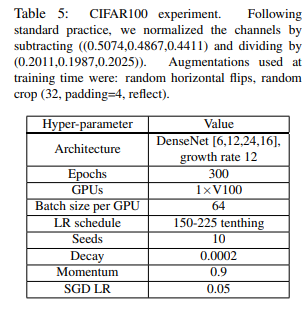 Table 5: CIFAR100 experiment. Following
standard practice, we normalized the channels by
subtracting ((0.5074,0.4867,0.4411) and dividing by
(0.2011,0.1987,0.2025)). Augmentations used at
training time were: random horizontal flips, random
crop (32, padding=4, reflect).
Hyper-parameter Value
Architecture DenseNet [6,12,24,16],
growth rate 12
Epochs 300
GPUs 1×V100
Batch size per GPU 64
LR schedule 150-225 tenthing
Seeds 10
Decay 0.0002
Momentum 0.9
SGD LR 0.05